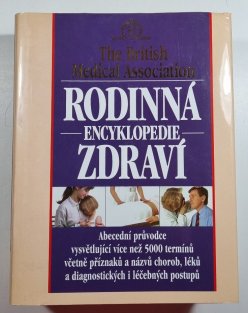 The British
Medical Association
RODINNÁ
ENCYKLOPEDIE
ZDRAVÍ
Abecední průvodce
vysvětlující více než 5000 termínů
včetně příznaků a názvů chorob, léků
a diagnostických i léčebných postupů